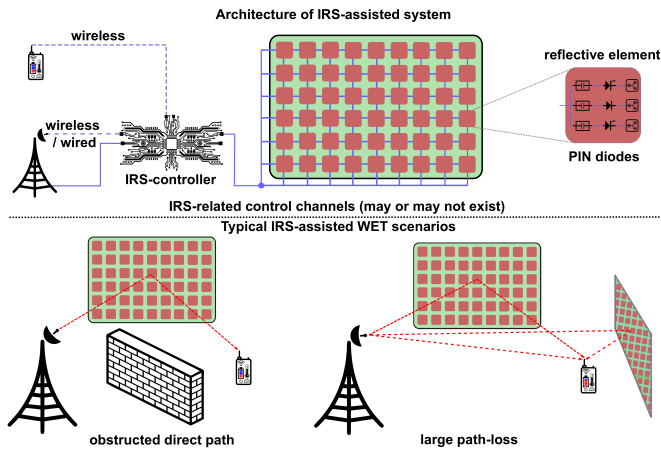 Architecture of IRS-assisted system
wireless
reflective element
wireless
/ wired
IRS-controller
PIN diodes
IRS-related control channels (may or may not exist)
Typical IRS-assisted WET scenarios
obstructed direct path
large path-loss